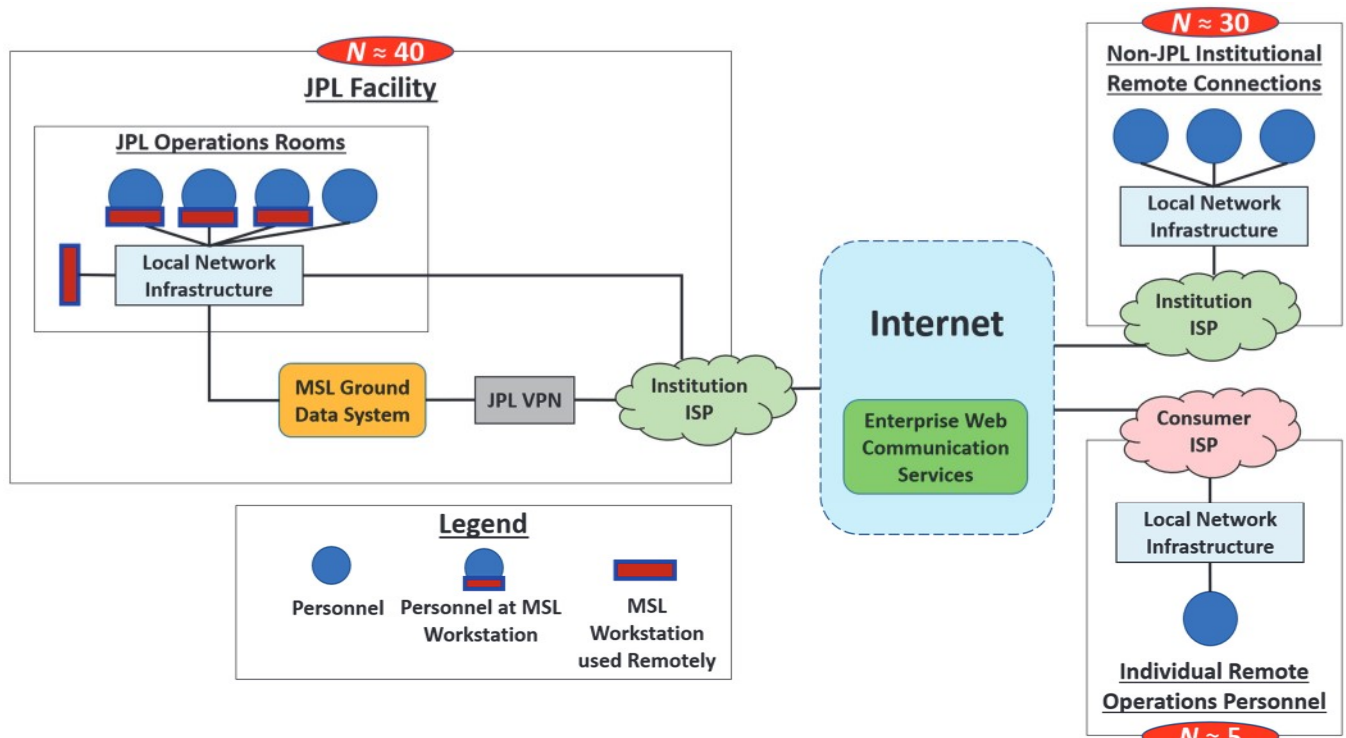 N ≈ 40
JPL Facility
JPL Operations Rooms
Local Network
Infrastructure
MSL Ground
Data System
JPL VPN
Institution
ISP
Internet
Enterprise Web
Communication
Services
N ≈ 30
Non-JPL Institutional
Remote Connections
Local Network
Infrastructure
Institution
ISP
Consumer
ISP
Local Network
Infrastructure
Individual Remote
Operations Personnel
N ≈ 5
Legend
Personnel
Personnel at MSL
Workstation
MSL
Workstation
used Remotely